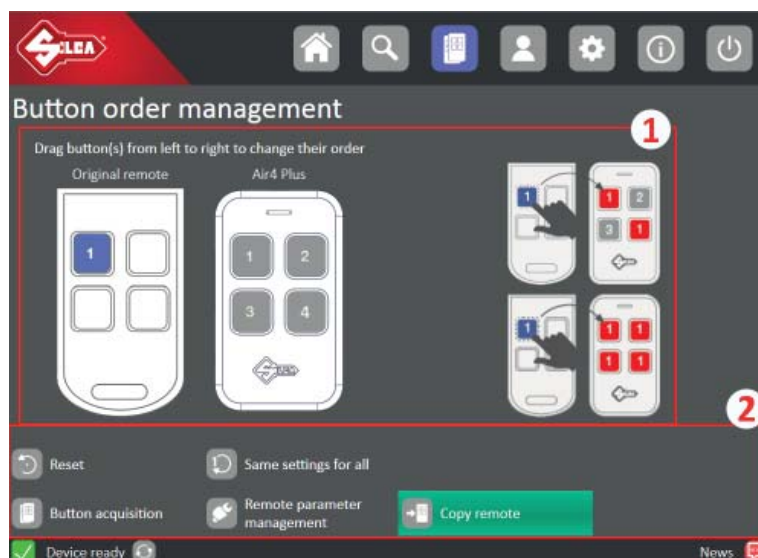 SILCA
Button order management
1
Drag button(s) from left to right to change their order
Original remote
Air4 Plus
1
1 2
3 4
1
1 2
3 1
1
1 1
1 1
2
Reset
Same settings for all
Button acquisition
Remote parameter
management
Copy remote
Device ready
News